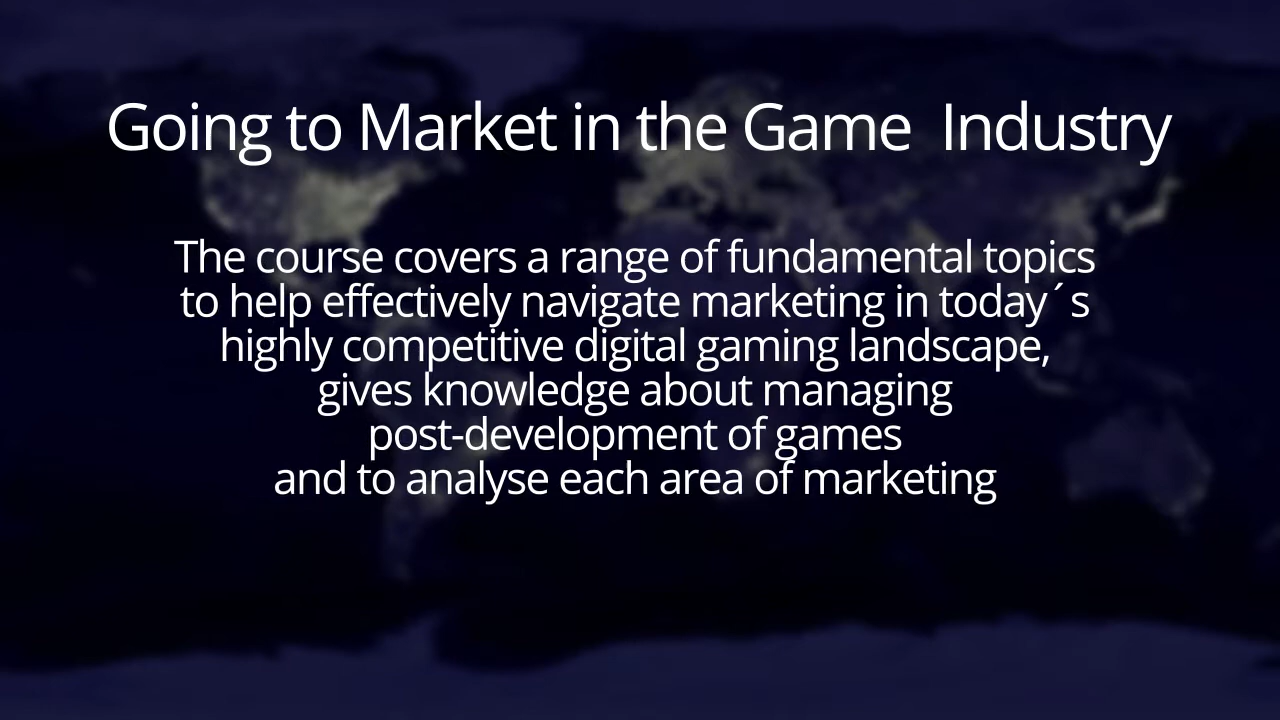 Going to Market in the Game  Industry
The course covers a range of fundamental topics
to help effectively navigate marketing in today´s
highly competitive digital gaming landscape,
gives knowledge about managing
post-development of games
and to analyse each area of marketing